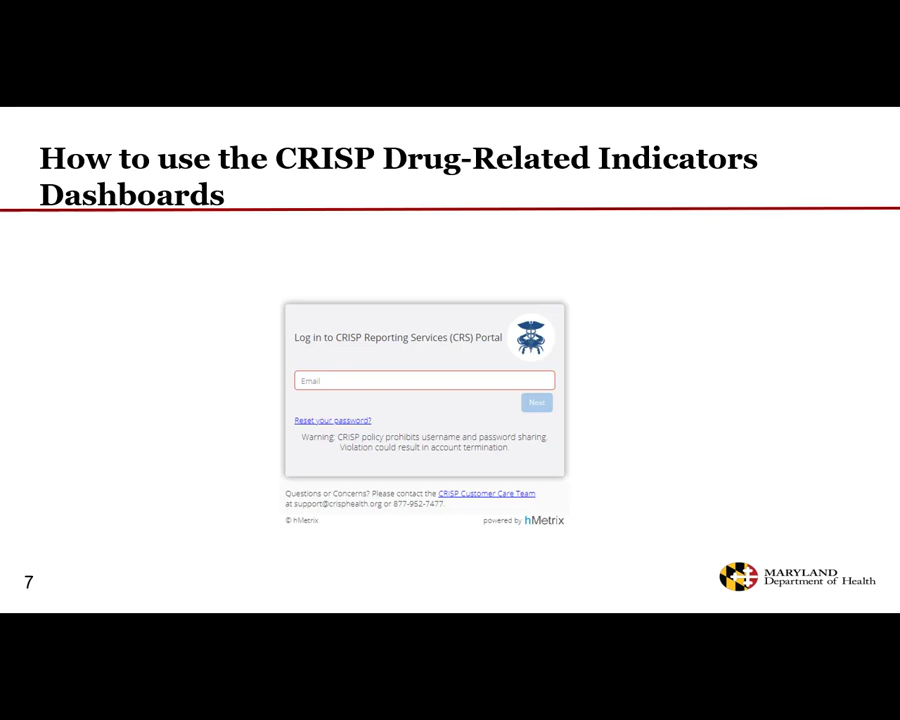 How to use the CRISP Drug-Related Indicators
Dashboards
Log in to CRISP Reporting Services (CRS) Portal
Email
Next
Reset your password?
Warning: CRISP policy prohibits username and password sharing.
Violation could result in account termination.
Questions or Concerns? Please contact the CRISP Customer Care Team
at support@crisphealth.org or 877-952-7477.
© hMetrix
powered by hMetrix
7
MARYLAND
Department of Health